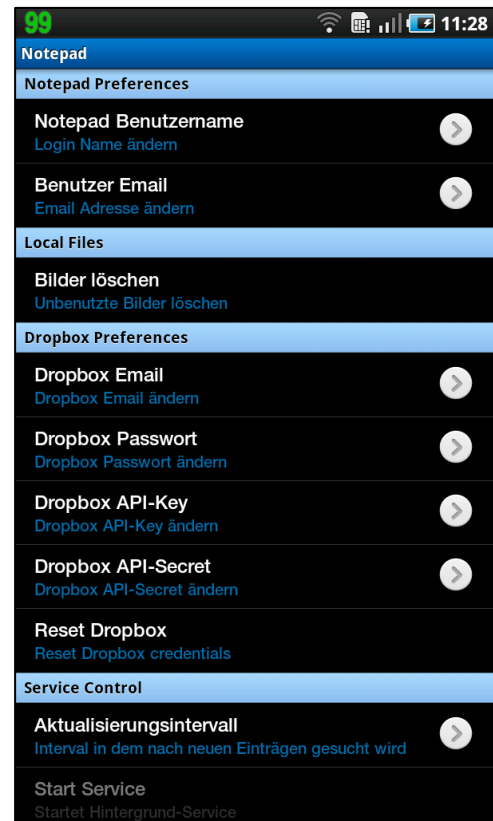 99 11:28
Notepad
Notepad Preferences
Notepad Benutzername
Login Name ändern
Benutzer Email
Email Adresse ändern
Local Files
Bilder löschen
Unbenutzte Bilder löschen
Dropbox Preferences
Dropbox Email
Dropbox Email ändern
Dropbox Passwort
Dropbox Passwort ändern
Dropbox API-Key
Dropbox API-Key ändern
Dropbox API-Secret
Dropbox API-Secret ändern
Reset Dropbox
Reset Dropbox credentials
Service Control
Aktualisierungsintervall
Interval in dem nach neuen Einträgen gesucht wird
Start Service
Startet Hintergrund-Service